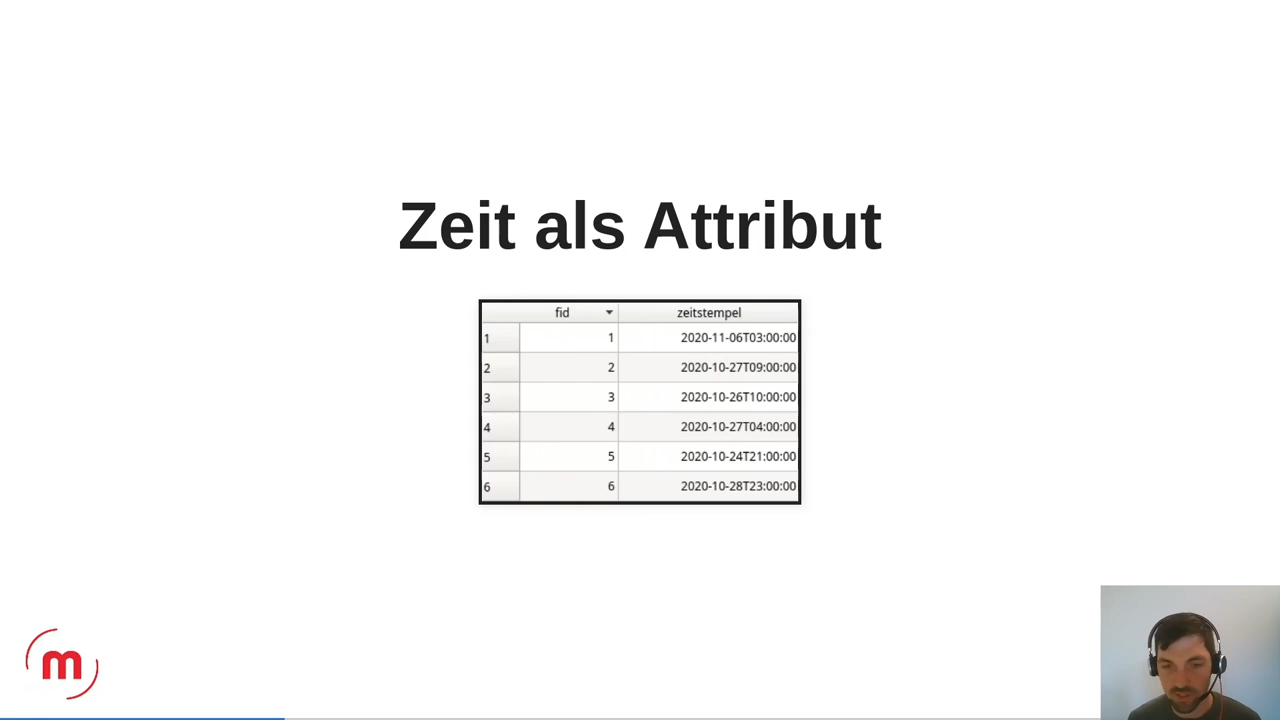 Zeit als Attribut
fid zeitstempel
1 1 2020-11-06T03:00:00
2 2 2020-10-27T09:00:00
3 3 2020-10-26T10:00:00
4 4 2020-10-27T04:00:00
5 5 2020-10-24T21:00:00
6 6 2020-10-28T23:00:00
m